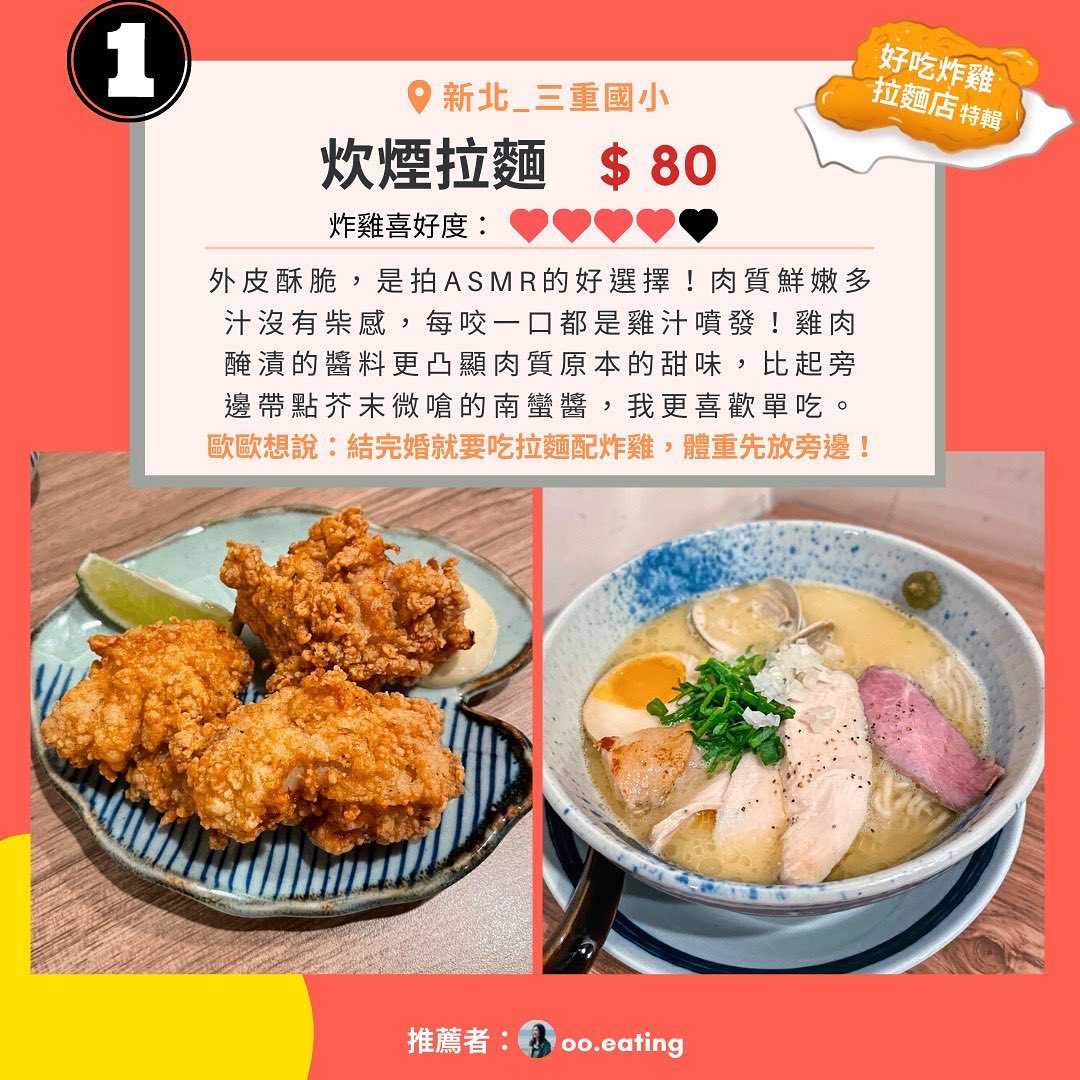 1
好吃炸雞
拉麵店 特輯
新北_三重國小
炊煙拉麵 $ 80
炸雞喜好度：
外皮酥脆，是拍ASMR的好選擇！肉質鮮嫩多
汁沒有柴感，每咬一口都是雞汁噴發！雞肉
醃漬的醬料更凸顯肉質原本的甜味，比起旁
邊帶點芥末微嗆的南蠻醬，我更喜歡單吃。
歐歐想說：結完婚就要吃拉麵配炸雞，體重先放旁邊！
推薦者： oo.eating